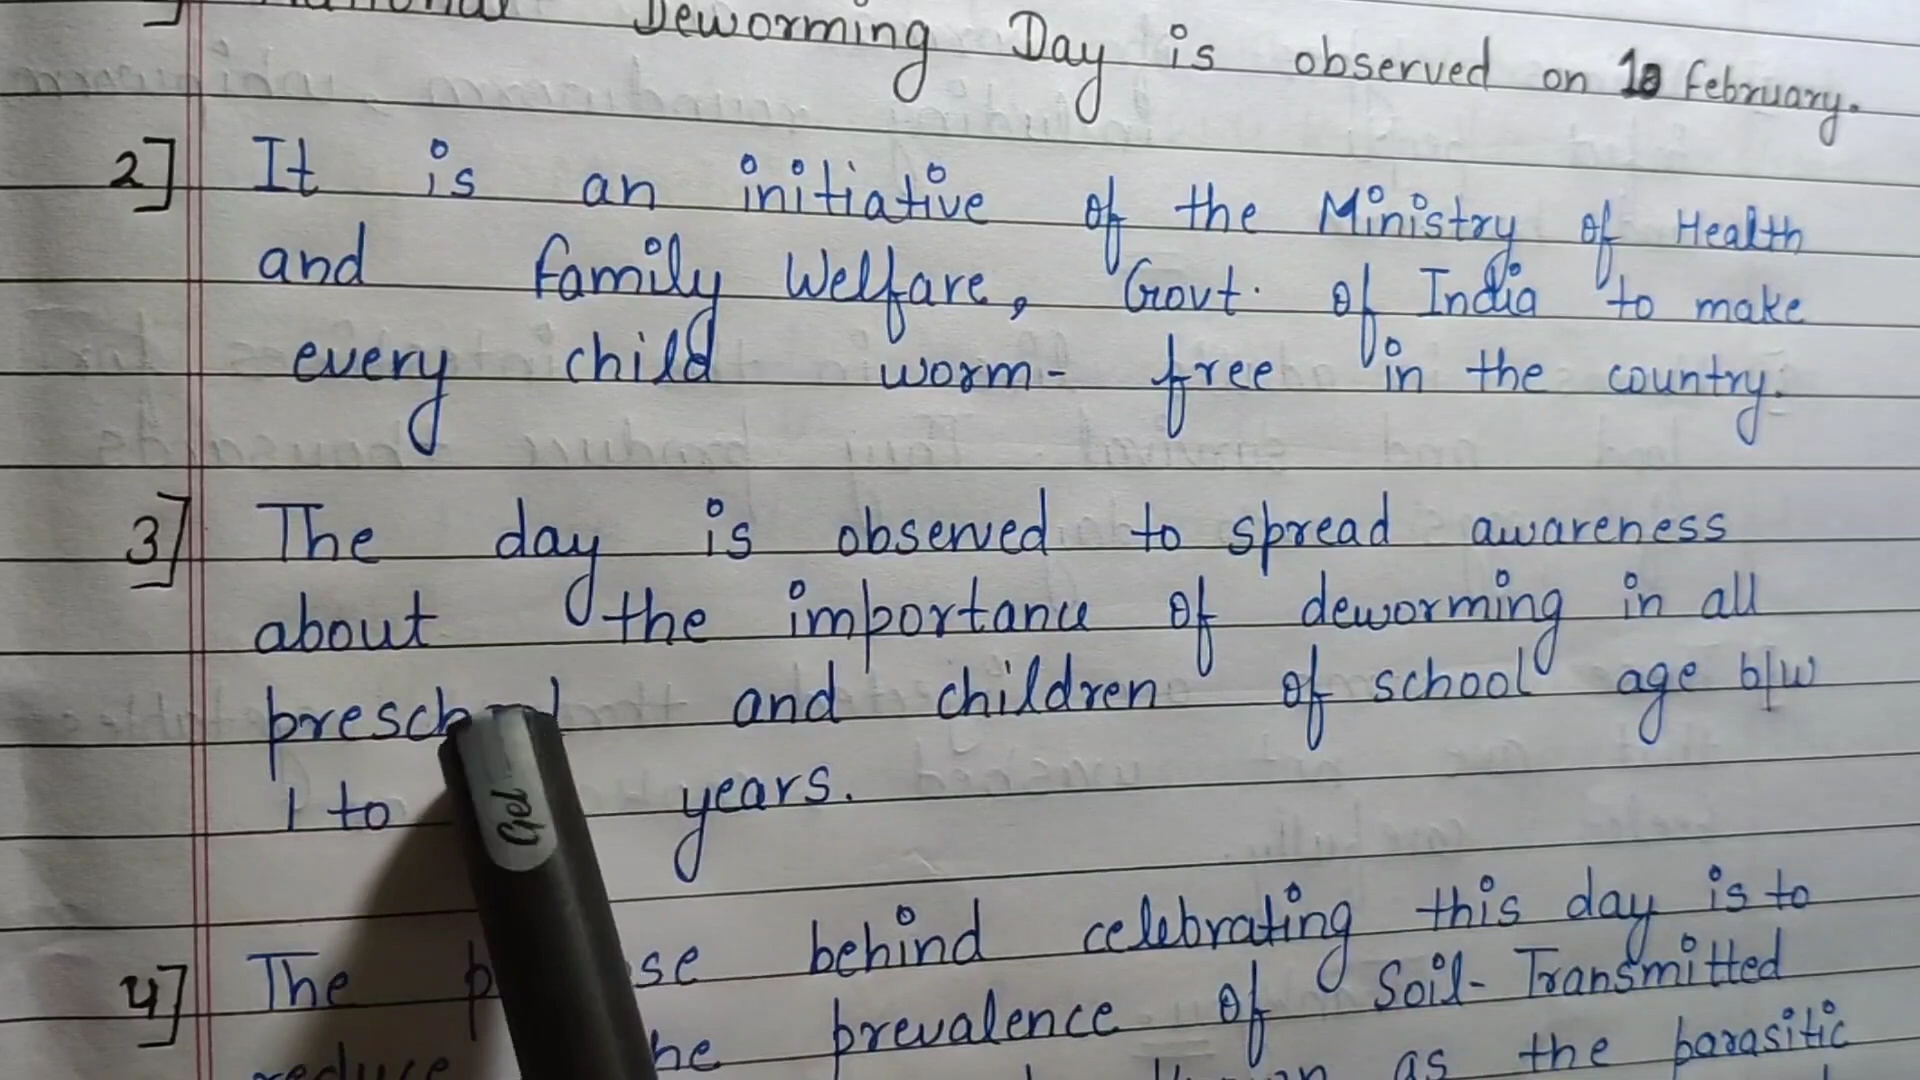 Deworming Day is observed on 10 February.
2] It is an initiative of the Ministry of Health
and Family Welfare, Govt. of India to make
every child worm- free in the country.
3] The day is observed to spread awareness
about the importance of deworming in all
and children of school age b/w
1 to years.
4] The behind celebrating this day is to
prevalence of Soil- Transmitted
as the parasitic
Gel